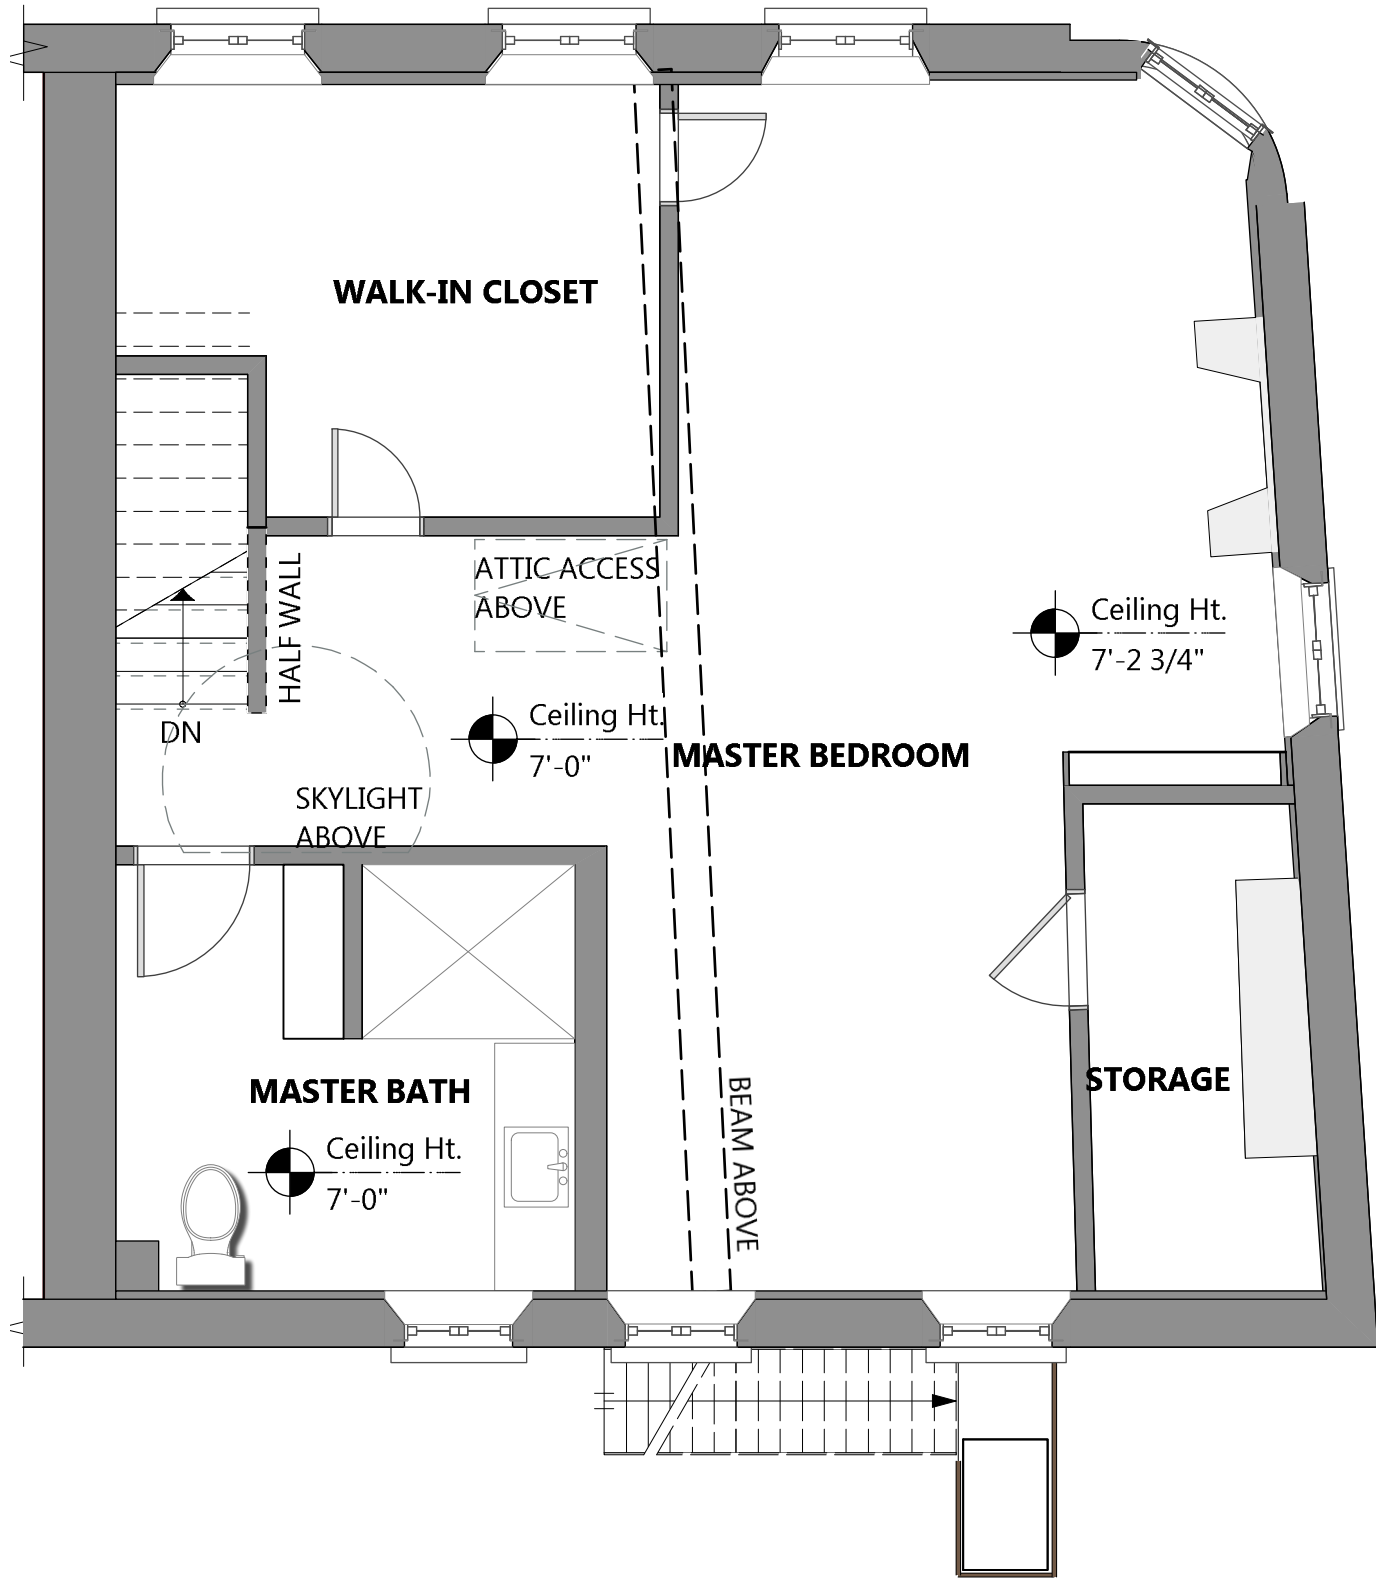 WALK-IN CLOSET
ATTIC ACCESS
ABOVE
HALF WALL
Ceiling Ht.
7'-2 3/4"
DN
Ceiling Ht.
7'-0"
MASTER BEDROOM
SKYLIGHT
ABOVE
MASTER BATH
STORAGE
BEAM ABOVE
Ceiling Ht.
7'-0"